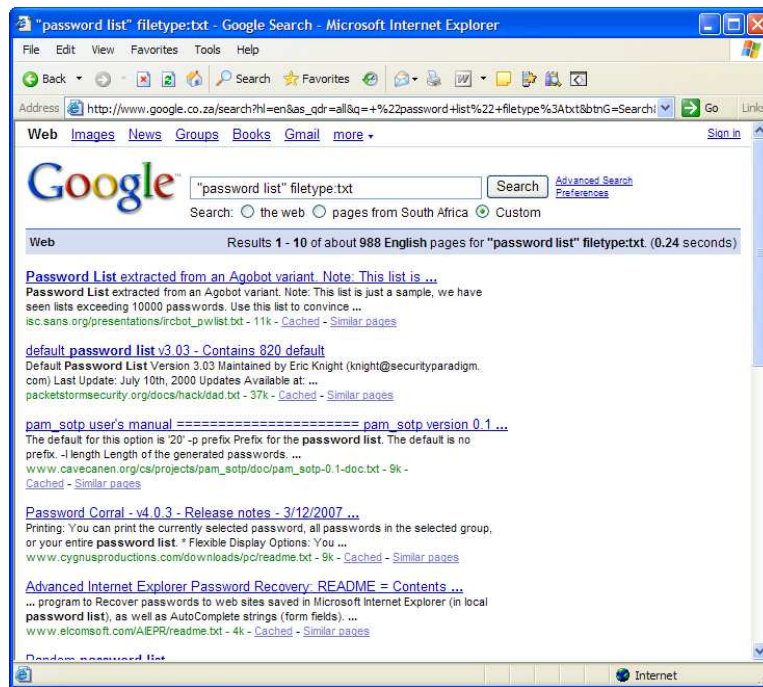 "password list" filetype:txt - Google Search - Microsoft Internet Explorer
File Edit View Favorites Tools Help
Back Search Favorites
Address http://www.google.co.za/search?hl=en&as_qdr=all&q=+%22password+list%22+filetype%3Atxt&btnG=Search& Go Links
Web Images News Groups Books Gmail more Sign in
Google "password list" filetype:txt Search Advanced Search
Preferences
Search: the web pages from South Africa Custom
Web Results 1 - 10 of about 988 English pages for "password list" filetype:txt. (0.24 seconds)
Password List extracted from an Agobot variant. Note: This list is ...
Password List extracted from an Agobot variant. Note: This list is just a sample, we have
seen lists exceeding 10000 passwords. Use this list to convince ...
isc.sans.org/presentations/ircbot_pwlist.txt - 11k - Cached - Similar pages
default password list v3.03 - Contains 820 default
Default Password List Version 3.03 Maintained by Eric Knight (knight@securityparadigm.
com) Last Update: July 10th, 2000 Updates Available at: ...
packetstormsecurity.org/docs/hack/dad.txt - 37k - Cached - Similar pages
pam_sotp user's manual ====================== pam_sotp version 0.1 ...
The default for this option is '20' -p prefix Prefix for the password list. The default is no
prefix. -l length Length of the generated passwords. ...
www.cavecanen.org/cs/projects/pam_sotp/doc/pam_sotp-0.1-doc.txt - 9k -
Cached - Similar pages
Password Corral - v4.0.3 - Release notes - 3/12/2007 ...
Printing: You can print the currently selected password, all passwords in the selected group,
or your entire password list. * Flexible Display Options: You ...
www.cygnusproductions.com/downloads/pc/readme.txt - 9k - Cached - Similar pages
Advanced Internet Explorer Password Recovery: README = Contents ...
... program to Recover passwords to web sites saved in Microsoft Internet Explorer (in local
password list), as well as AutoComplete strings (form fields). ...
www.elcomsoft.com/AIEPR/readme.txt - 4k - Cached - Similar pages
Random password list
Internet